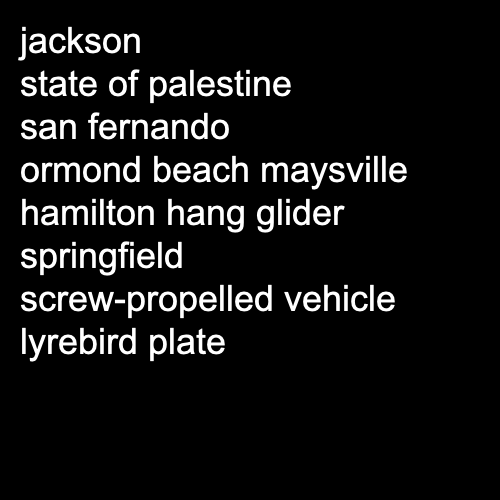 jackson
state of palestine
san fernando
ormond beach maysville
hamilton hang glider
springfield
screw-propelled vehicle
lyrebird plate